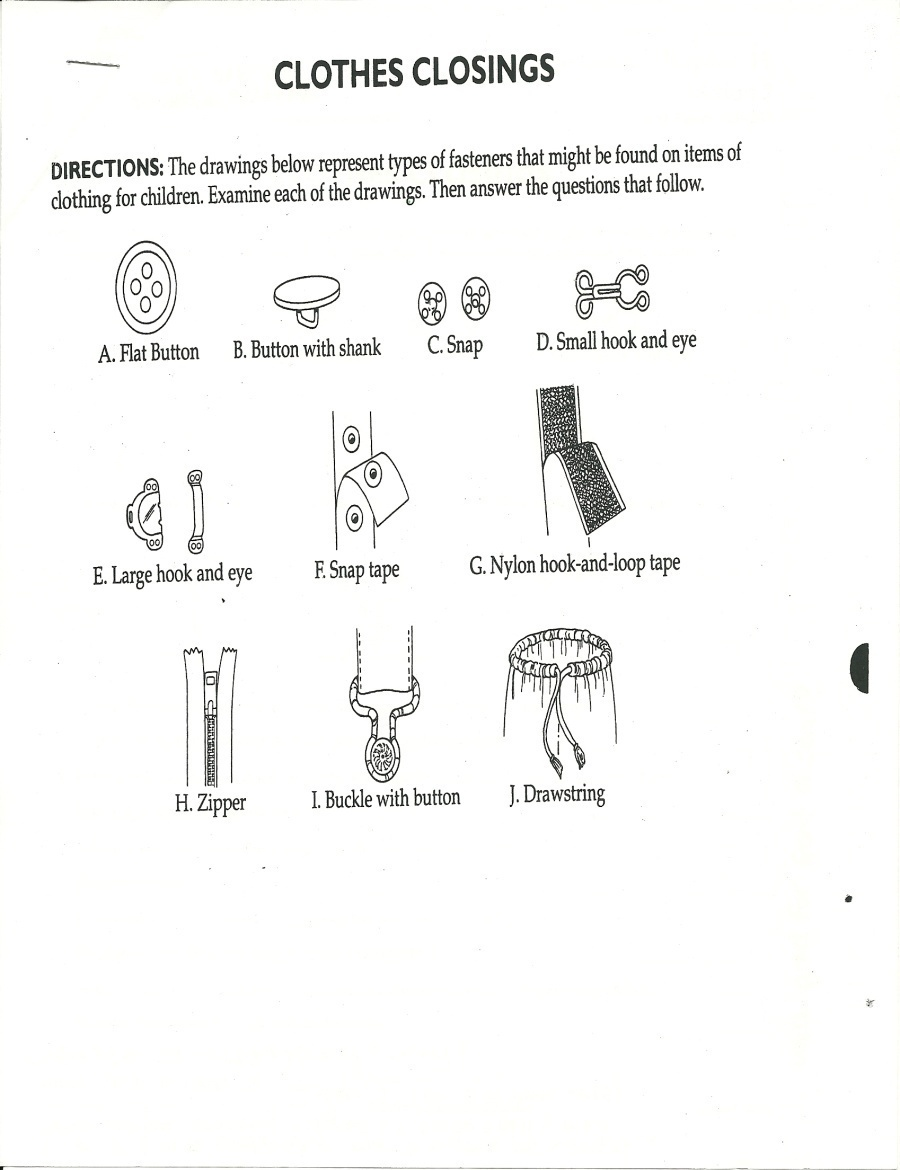 CLOTHES CLOSINGS
DIRECTIONS: The drawings below represent types of fasteners that might be found on items of
clothing for children. Examine each of the drawings. Then answer the questions that follow.
A. Flat Button
B. Button with shank
C. Snap
D. Small hook and eye
E. Large hook and eye
F. Snap tape
G. Nylon hook-and-loop tape
H. Zipper
I. Buckle with button
J. Drawstring